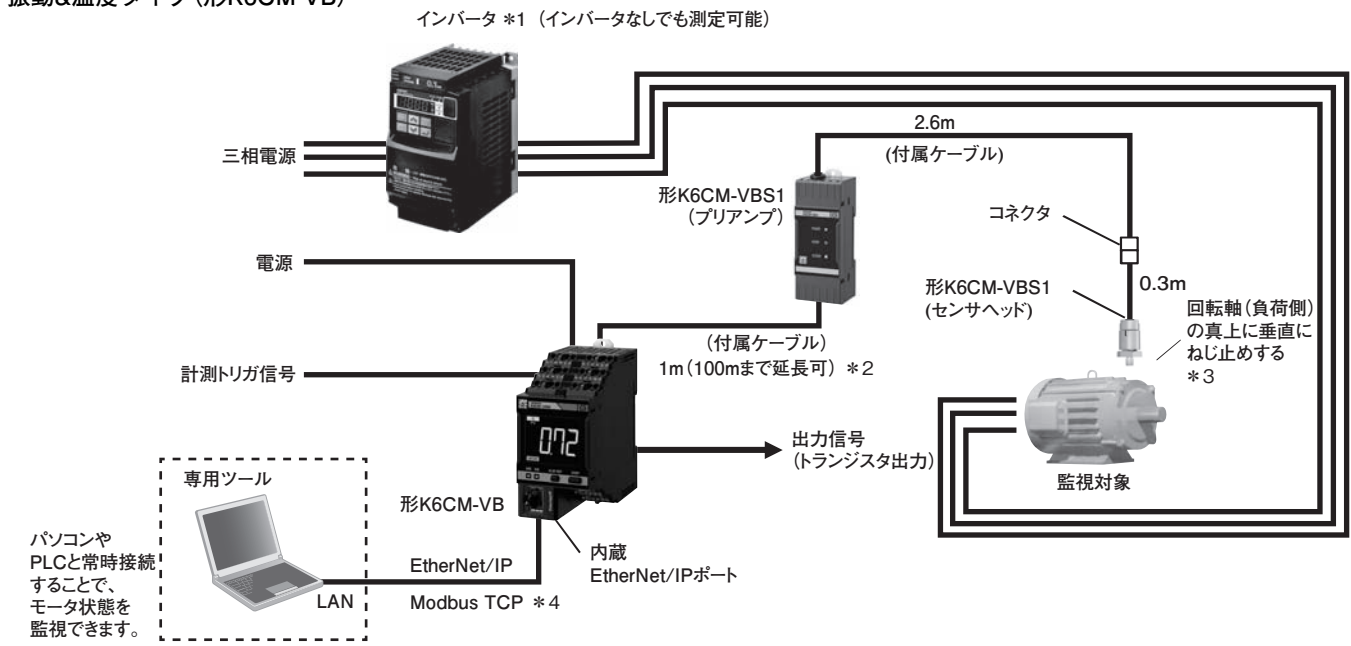 振動&温度タイプ(形K6CM-VB)
インバータ *1 (インバータなしでも測定可能)
三相電源
2.6m
(付属ケーブル)
形K6CM-VBS1
(プリアンプ)
コネクタ
電源
0.3m
形K6CM-VBS1
(センサヘッド)
回転軸(負荷側)
の真上に垂直に
ねじ止めする
*3
(付属ケーブル)
1m(100mまで延長可) *2
計測トリガ信号
072
出力信号
(トランジスタ出力)
監視対象
専用ツール
形K6CM-VB
パソコンや
PLCと常時接続
することで、
モータ状態を
監視できます。
内蔵
EtherNet/IPポート
EtherNet/IP
LAN
Modbus TCP *4